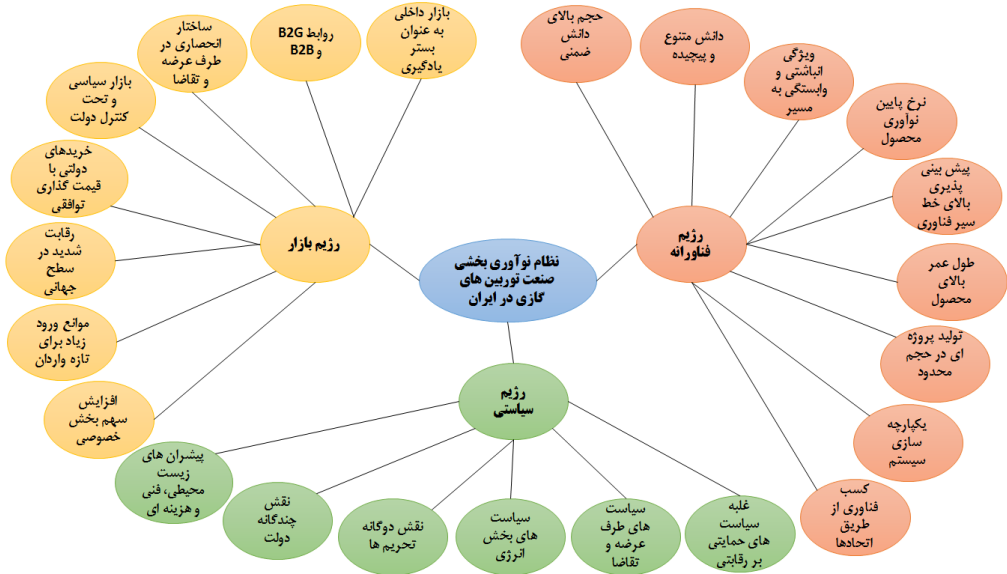 بازار داخلی
به عنوان
بستر
یادگیری
روابط B2G
و B2B
ساختار
انحصاری در
طرف عرضه
و تقاضا
بازار سیاسی
و تحت
کنترل دولت
خریدهای
دولتی با
قیمت گذاری
توافقی
رقابت
شدید در
سطح
جهانی
موانع ورود
زیاد برای
تازه واردان
افزایش
سهم بخش
خصوصی
رژیم بازار
حجم بالای
دانش
ضمنی
دانش متنوع
و پیچیده
ویژگی
انباشتی و
وابستگی به
مسیر
نرخ پایین
نوآوری
محصول
پیش بینی
پذیری
بالای خط
سیر فناوری
طول عمر
بالای
محصول
تولید پروژه
ای در حجم
محدود
یکپارچه
سازی
سیستم
کسب
فناوری از
طریق
اتحادها
رژیم
فناورانه
نظام نوآوری بخشی
صنعت توربین های
گازی در ایران
رژیم
سیاستی
غلبه
سیاست
های حمایتی
بر رقابتی
سیاست
های طرف
عرضه و
تقاضا
سیاست
های بخش
انرژی
نقش دوگانه
تحریم ها
نقش
چندگانه
دولت
پیشران های
زیست
محیطی، فنی
و هزینه ای